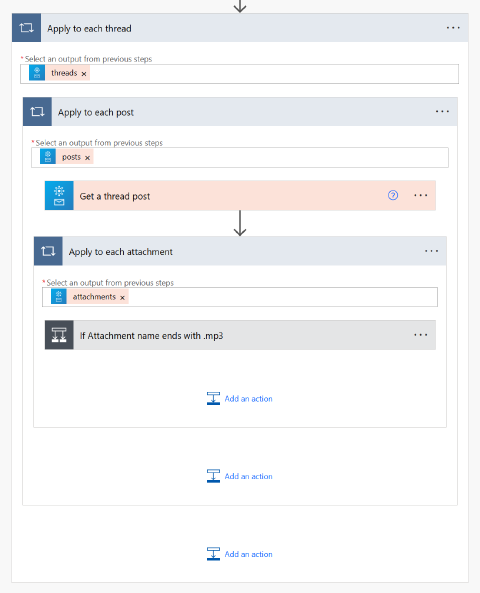 Apply to each thread
* Select an output from previous steps
threads ×
Apply to each post
* Select an output from previous steps
posts ×
Get a thread post
Apply to each attachment
* Select an output from previous steps
attachments ×
If Attachment name ends with .mp3
Add an action
Add an action
Add an action